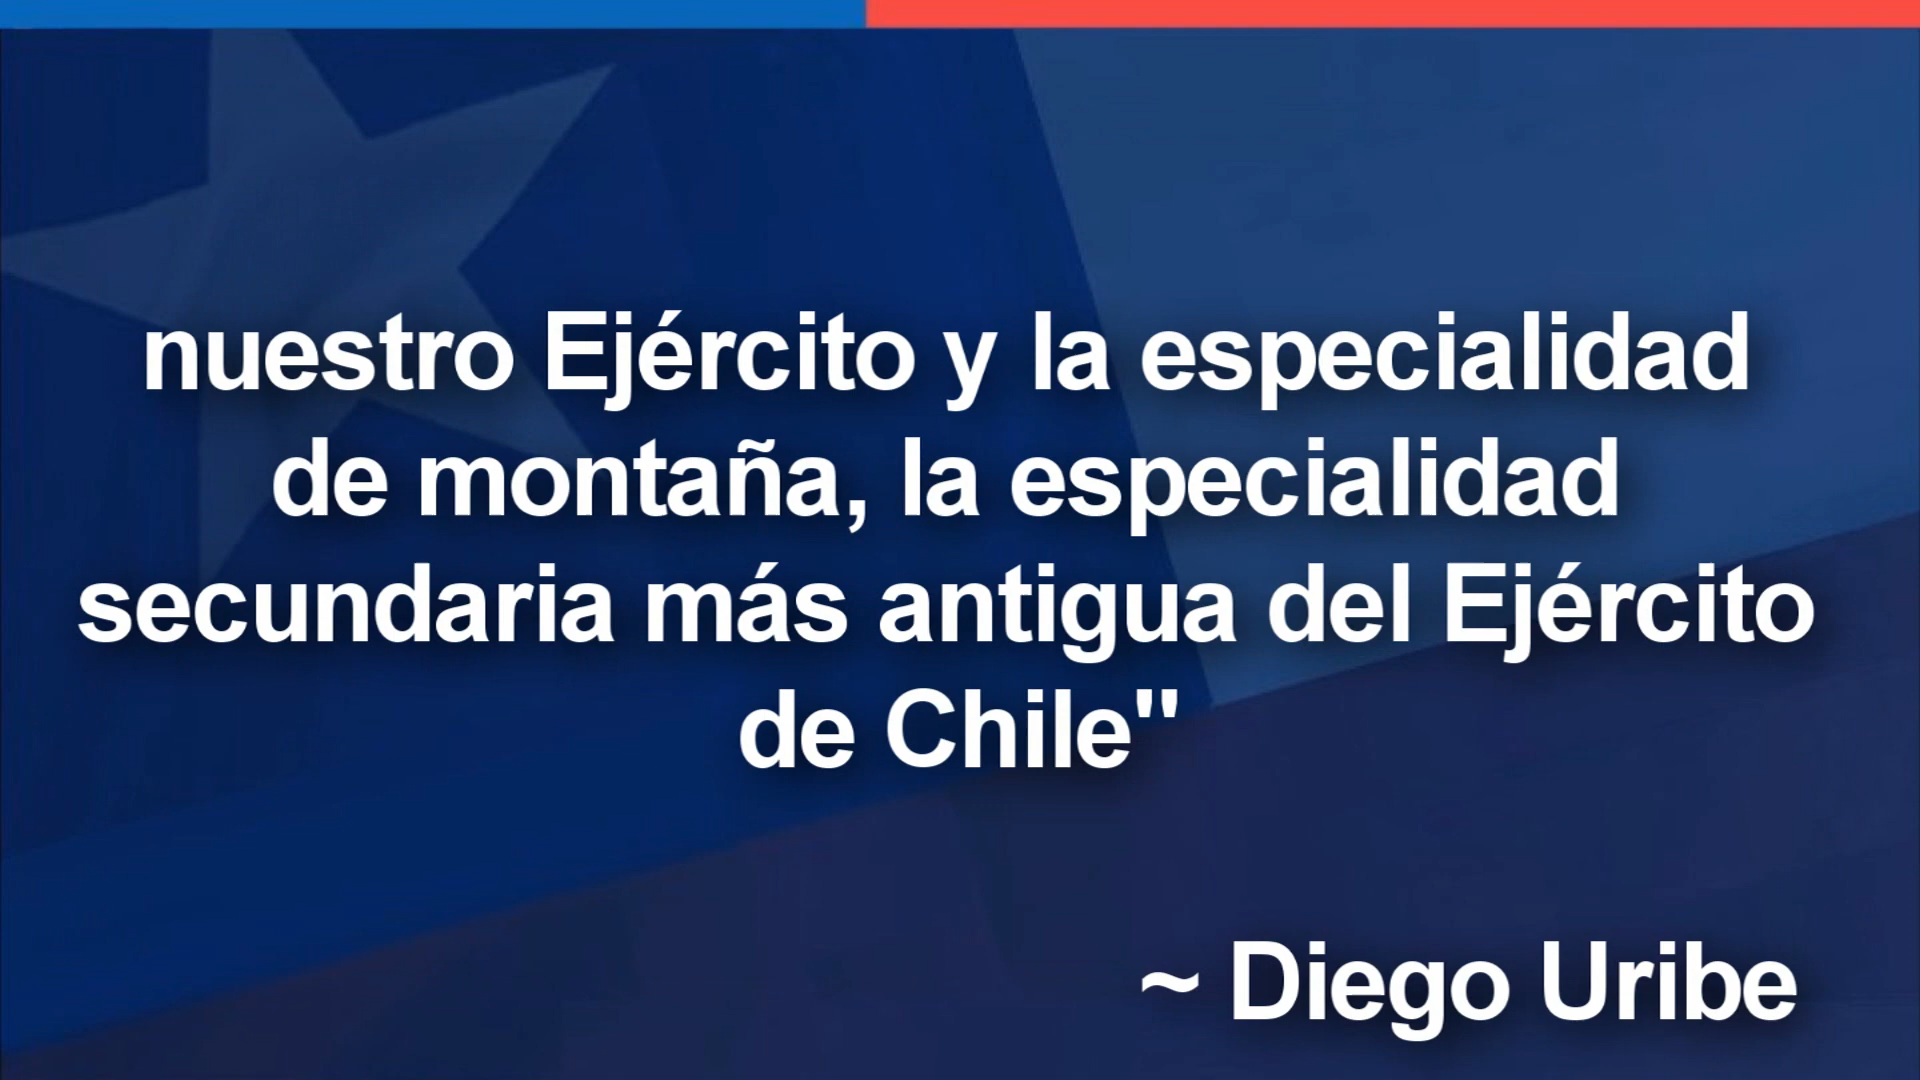 nuestro Ejército y la especialidad
de montaña, la especialidad
secundaria más antigua del Ejército
de Chile"
~ Diego Uribe